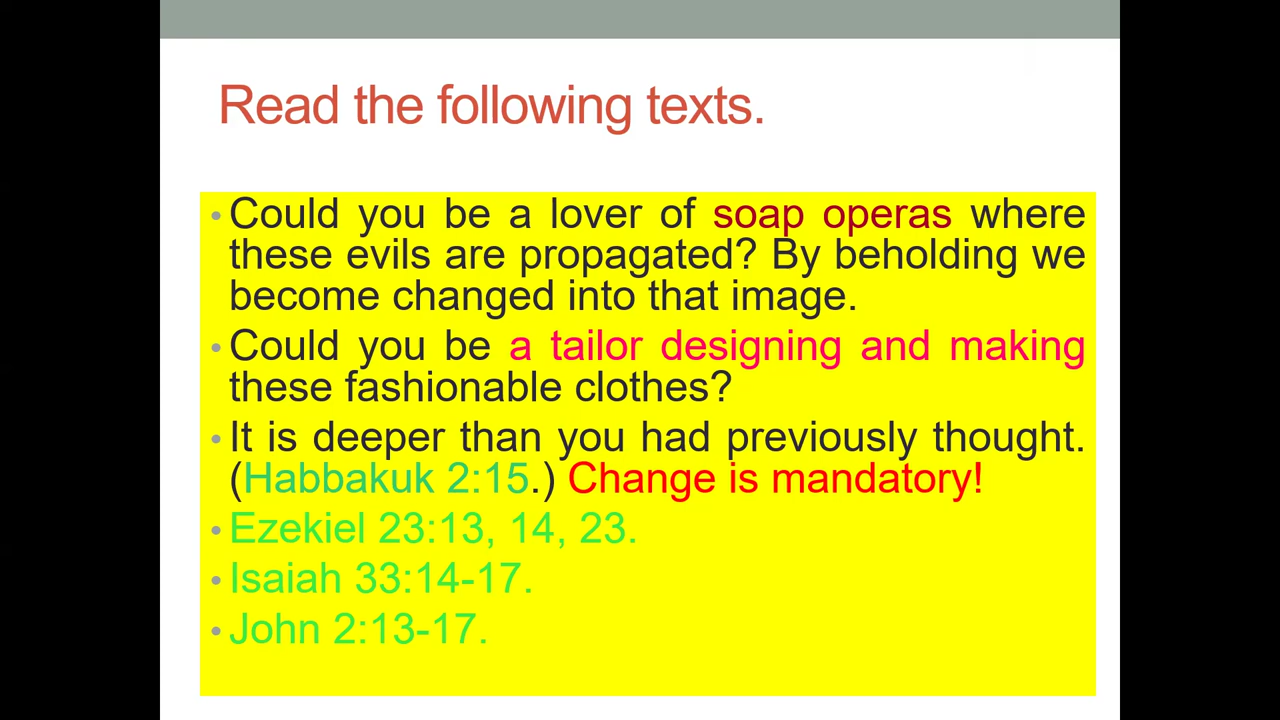 Read the following texts.
• Could you be a lover of soap operas where
these evils are propagated? By beholding we
become changed into that image.
• Could you be a tailor designing and making
these fashionable clothes?
• It is deeper than you had previously thought.
(Habbakuk 2:15.) Change is mandatory!
• Ezekiel 23:13, 14, 23.
• Isaiah 33:14-17.
• John 2:13-17.